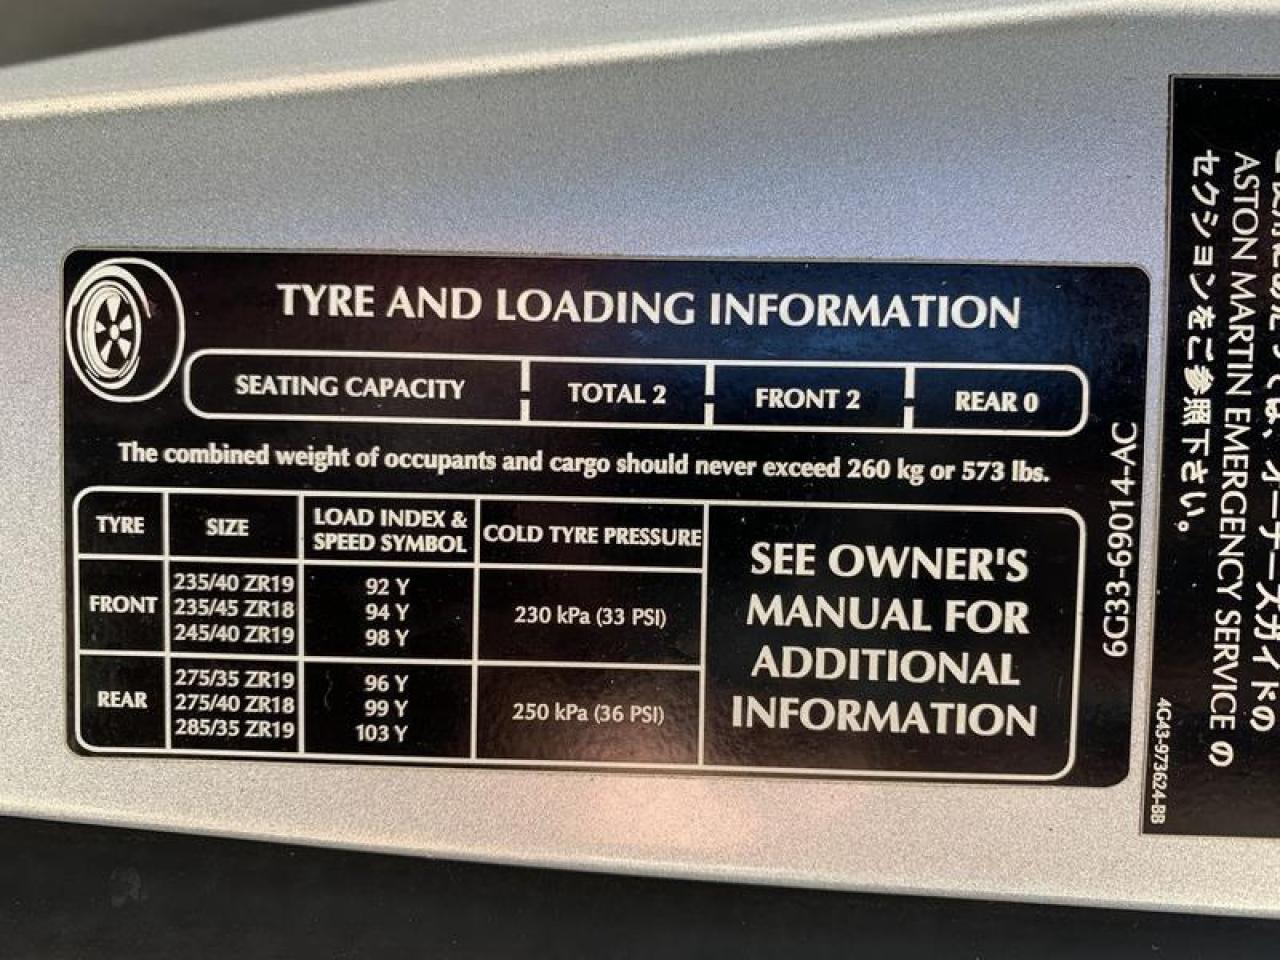 TYRE AND LOADING INFORMATION
SEATING CAPACITY TOTAL 2 FRONT 2 REAR 0
The combined weight of occupants and cargo should never exceed 260 kg or 573 lbs.
TYRE SIZE LOAD INDEX & SPEED SYMBOL COLD TYRE PRESSURE
FRONT
235/40 ZR19 92 Y
235/45 ZR18 94 Y
245/40 ZR19 98 Y
230 kPa (33 PSI)
REAR
275/35 ZR19 96 Y
275/40 ZR18 99 Y
285/35 ZR19 103 Y
250 kPa (36 PSI)
SEE OWNER'S
MANUAL FOR
ADDITIONAL
INFORMATION
6G33-69014-AC
ASTON MARTIN EMERGENCY SERVICE の
セクションをご参照下さい。
4G43-973624-BB